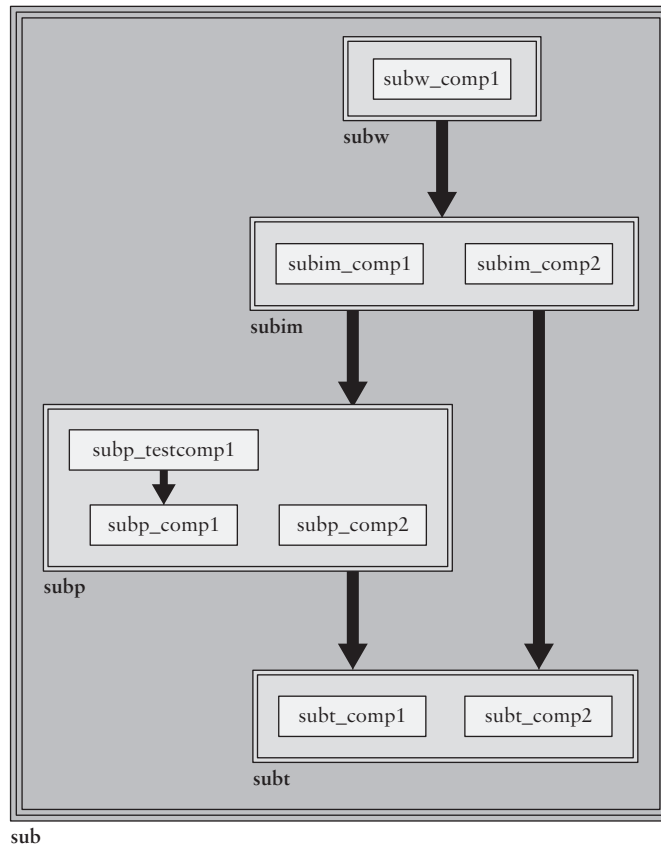 subw_comp1
subw
subim_comp1 subim_comp2
subim
subp_testcomp1
subp_comp1 subp_comp2
subp
subt_comp1 subt_comp2
subt
sub